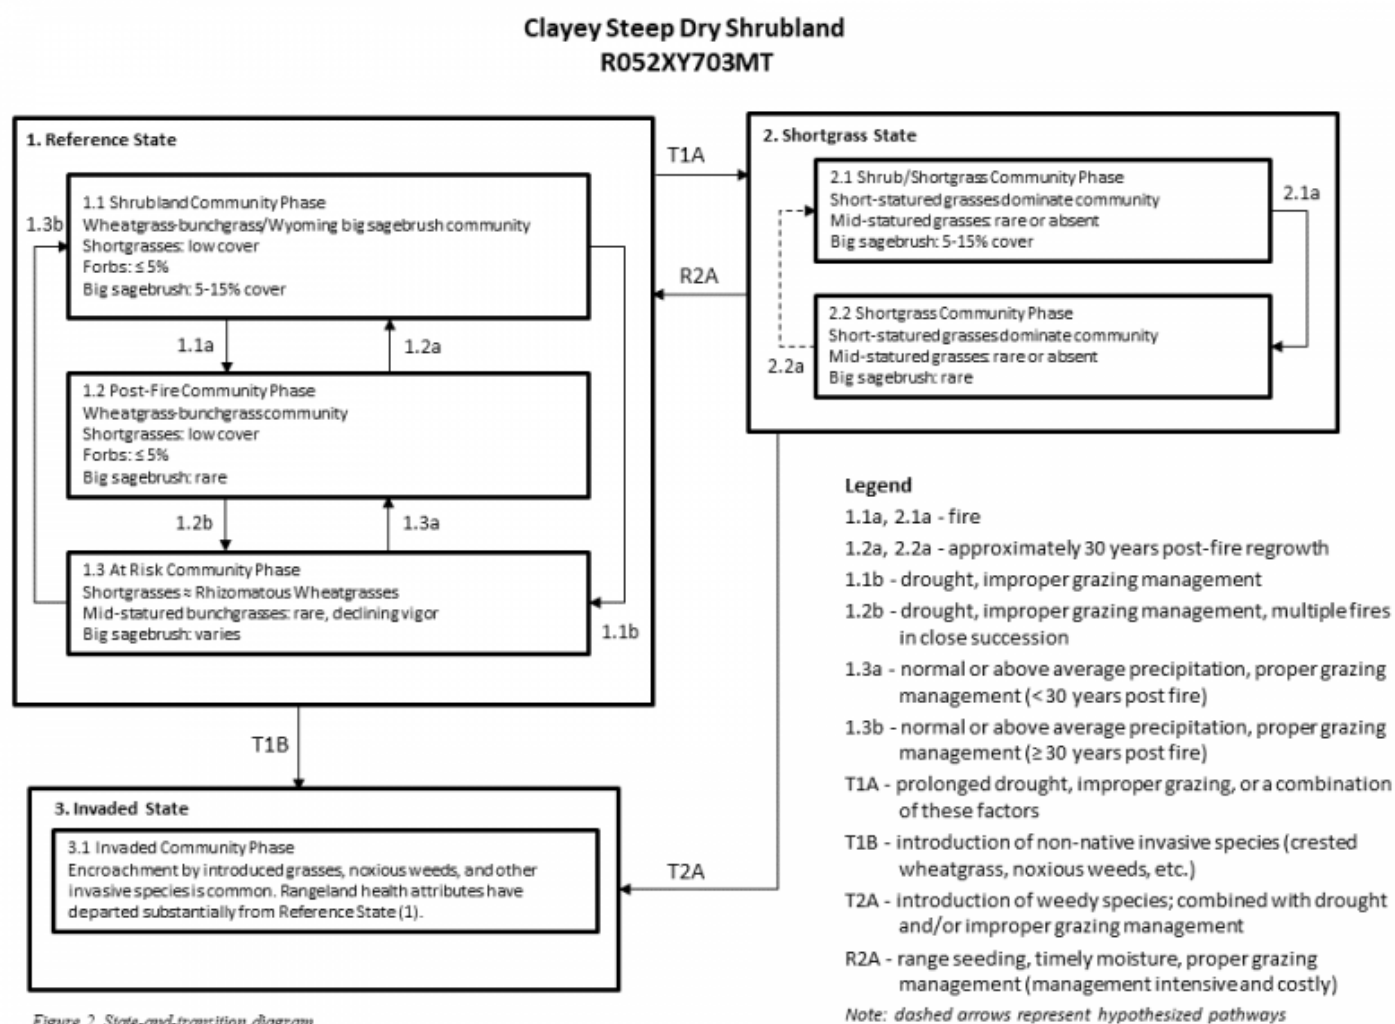 Clayey Steep Dry Shrubland
R052XY703MT
1. Reference State
1.1 Shrubland Community Phase
Wheatgrass-bunchgrass/Wyoming big sagebrush community
Shortgrasses: low cover
Forbs: ≤ 5%
Big sagebrush: 5-15% cover
1.3b
1.1a
1.2a
1.2 Post-Fire Community Phase
Wheatgrass-bunchgrass community
Shortgrasses: low cover
Forbs: ≤ 5%
Big sagebrush: rare
1.2b
1.3a
1.3 At Risk Community Phase
Shortgrasses ≈ Rhizomatous Wheatgrasses
Mid-statured bunchgrasses: rare, declining vigor
Big sagebrush: varies
1.1b
T1A
R2A
2. Shortgrass State
2.1 Shrub/Shortgrass Community Phase
Short-statured grasses dominate community
Mid-statured grasses: rare or absent
Big sagebrush: 5-15% cover
2.1a
2.2 Shortgrass Community Phase
Short-statured grasses dominate community
Mid-statured grasses: rare or absent
Big sagebrush: rare
2.2a
T1B
3. Invaded State
3.1 Invaded Community Phase
Encroachment by introduced grasses, noxious weeds, and other
invasive species is common. Rangeland health attributes have
departed substantially from Reference State (1).
T2A
Legend
1.1a, 2.1a - fire
1.2a, 2.2a - approximately 30 years post-fire regrowth
1.1b - drought, improper grazing management
1.2b - drought, improper grazing management, multiple fires
in close succession
1.3a - normal or above average precipitation, proper grazing
management (< 30 years post fire)
1.3b - normal or above average precipitation, proper grazing
management (≥ 30 years post fire)
T1A - prolonged drought, improper grazing, or a combination
of these factors
T1B - introduction of non-native invasive species (crested
wheatgrass, noxious weeds, etc.)
T2A - introduction of weedy species; combined with drought
and/or improper grazing management
R2A - range seeding, timely moisture, proper grazing
management (management intensive and costly)
Note: dashed arrows represent hypothesized pathways
Figure 2. State-and-transition diagram